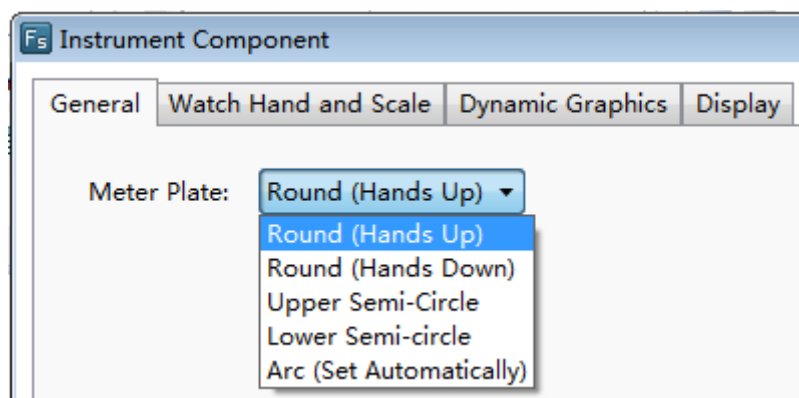 Fs Instrument Component
General Watch Hand and Scale Dynamic Graphics Display
Meter Plate: Round (Hands Up)
Round (Hands Up)
Round (Hands Down)
Upper Semi-Circle
Lower Semi-circle
Arc (Set Automatically)